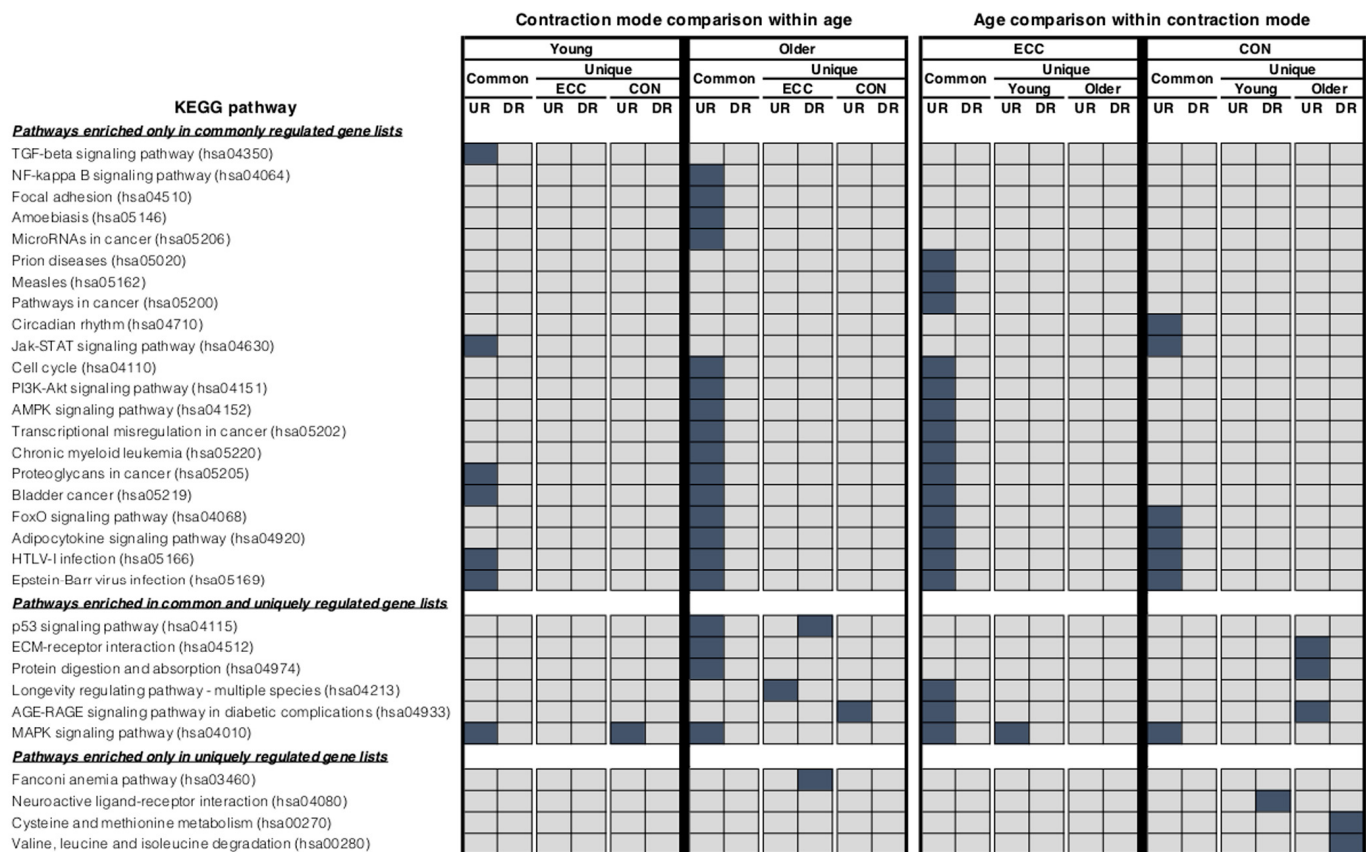 Contraction mode comparison within age Age comparison within contraction mode
Young Older ECC CON
Common Unique Common Unique Common Unique Common Unique
ECC CON ECC CON Young Older Young Older
KEGG pathway UR DR UR DR UR DR UR DR UR DR UR DR UR DR UR DR UR DR UR DR UR DR UR DR
Pathways enriched only in commonly regulated gene lists
TGF-beta signaling pathway (hsa04350)
NF-kappa B signaling pathway (hsa04064)
Focal adhesion (hsa04510)
Amoebiasis (hsa05146)
MicroRNAs in cancer (hsa05206)
Prion diseases (hsa05020)
Measles (hsa05162)
Pathways in cancer (hsa05200)
Circadian rhythm (hsa04710)
Jak-STAT signaling pathway (hsa04630)
Cell cycle (hsa04110)
PI3K-Akt signaling pathway (hsa04151)
AMPK signaling pathway (hsa04152)
Transcriptional misregulation in cancer (hsa05202)
Chronic myeloid leukemia (hsa05220)
Proteoglycans in cancer (hsa05205)
Bladder cancer (hsa05219)
FoxO signaling pathway (hsa04068)
Adipocytokine signaling pathway (hsa04920)
HTLV-I infection (hsa05166)
Epstein-Barr virus infection (hsa05169)
Pathways enriched in common and uniquely regulated gene lists
p53 signaling pathway (hsa04115)
ECM-receptor interaction (hsa04512)
Protein digestion and absorption (hsa04974)
Longevity regulating pathway - multiple species (hsa04213)
AGE-RAGE signaling pathway in diabetic complications (hsa04933)
MAPK signaling pathway (hsa04010)
Pathways enriched only in uniquely regulated gene lists
Fanconi anemia pathway (hsa03460)
Neuroactive ligand-receptor interaction (hsa04080)
Cysteine and methionine metabolism (hsa00270)
Valine, leucine and isoleucine degradation (hsa00280)